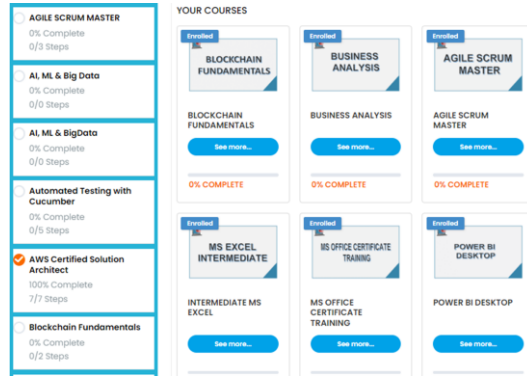 AGILE SCRUM MASTER
0% Complete
0/3 Steps
AI, ML & Big Data
0% Complete
0/0 Steps
AI, ML & BigData
0% Complete
0/0 Steps
Automated Testing with
Cucumber
0% Complete
0/5 Steps
AWS Certified Solution
Architect
100% Complete
7/7 Steps
Blockchain Fundamentals
0% Complete
0/2 Steps
YOUR COURSES
Enrolled
BLOCKCHAIN
FUNDAMENTALS
BLOCKCHAIN
FUNDAMENTALS
See more...
0% COMPLETE
Enrolled
BUSINESS
ANALYSIS
BUSINESS ANALYSIS
See more...
0% COMPLETE
Enrolled
AGILE SCRUM
MASTER
AGILE SCRUM
MASTER
See more...
0% COMPLETE
Enrolled
MS EXCEL
INTERMEDIATE
INTERMEDIATE MS
EXCEL
See more...
Enrolled
MS OFFICE CERTIFICATE
TRAINING
MS OFFICE
CERTIFICATE
TRAINING
See more...
Enrolled
POWER BI
DESKTOP
POWER BI DESKTOP
See more...